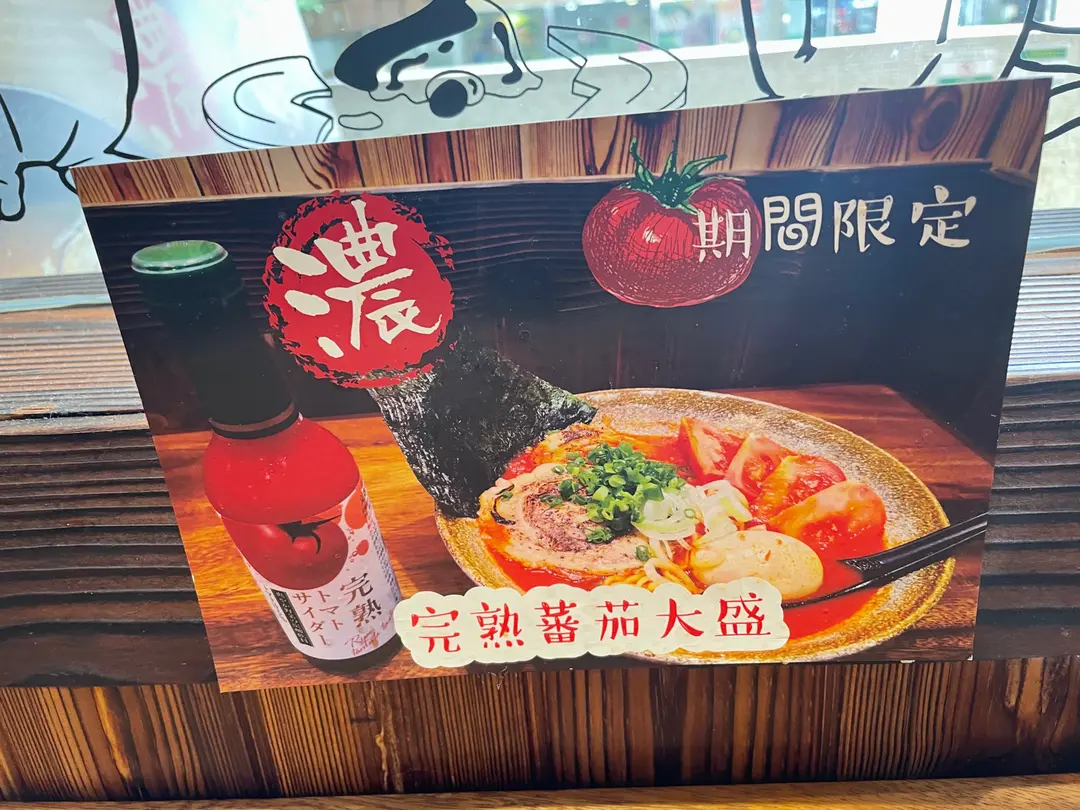 濃
期間限定
完熟
トマト
サイダー
完熟蕃茄大盛